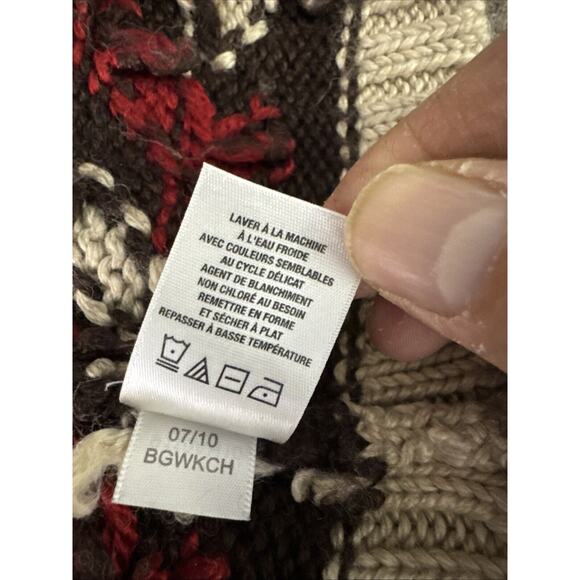 LAVER À LA MACHINE
À L'EAU FROIDE
AVEC COULEURS SEMBLABLES
AU CYCLE DÉLICAT
AGENT DE BLANCHIMENT
NON CHLORÉ AU BESOIN
REMETTRE EN FORME
ET SÉCHER À PLAT
REPASSER À BASSE TEMPÉRATURE
07/10
BGWKCH